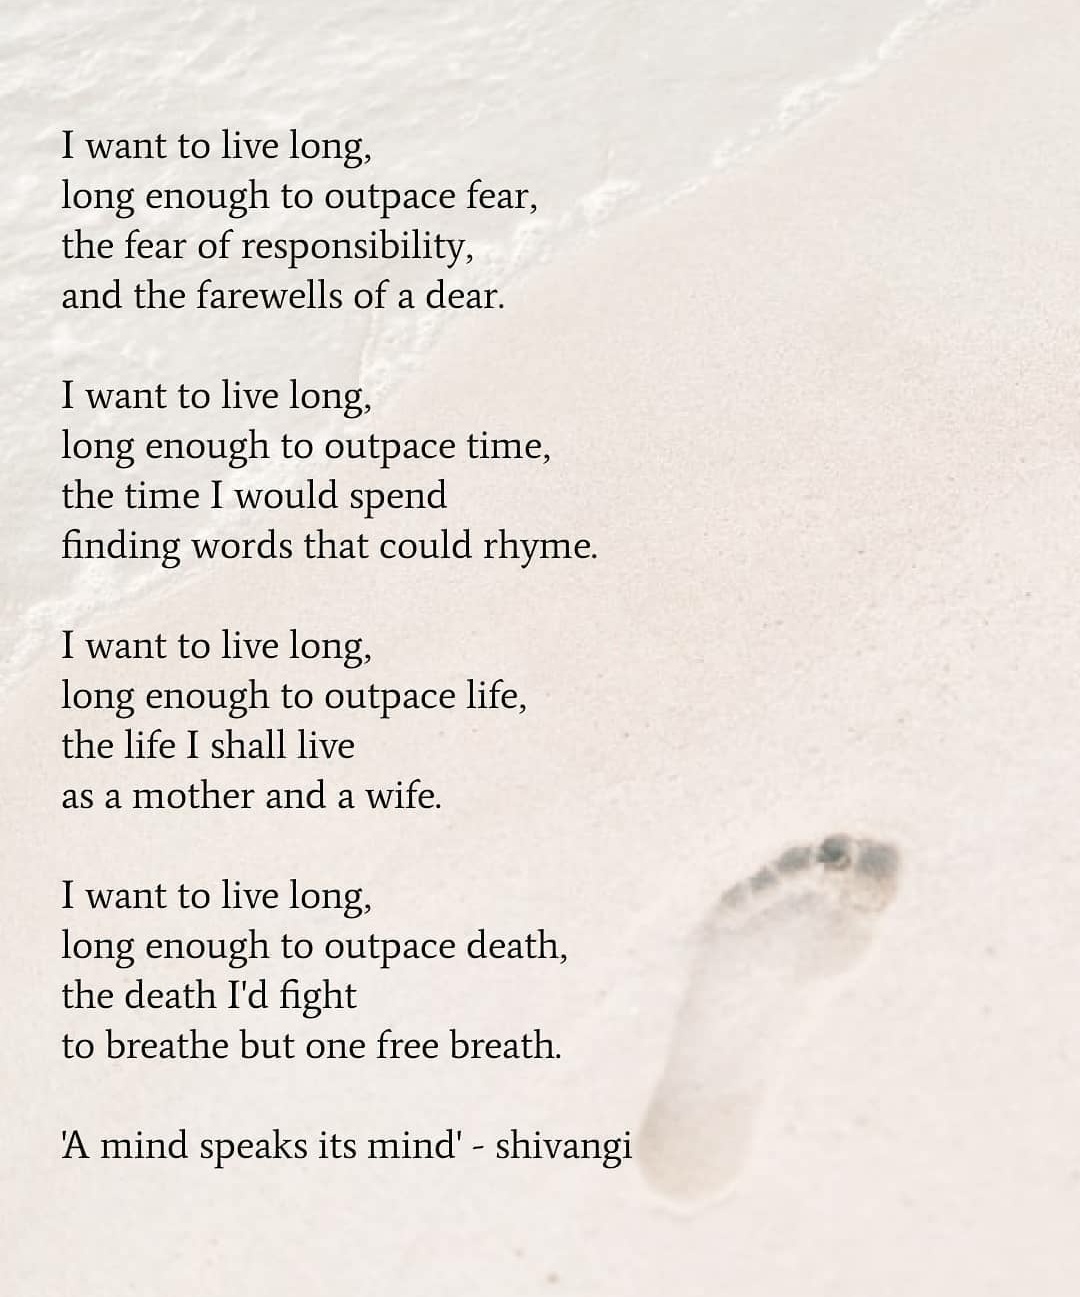 I want to live long,
long enough to outpace fear,
the fear of responsibility,
and the farewells of a dear.
I want to live long,
long enough to outpace time,
the time I would spend
finding words that could rhyme.
I want to live long,
long enough to outpace life,
the life I shall live
as a mother and a wife.
I want to live long,
long enough to outpace death,
the death I'd fight
to breathe but one free breath.
'A mind speaks its mind' - shivangi